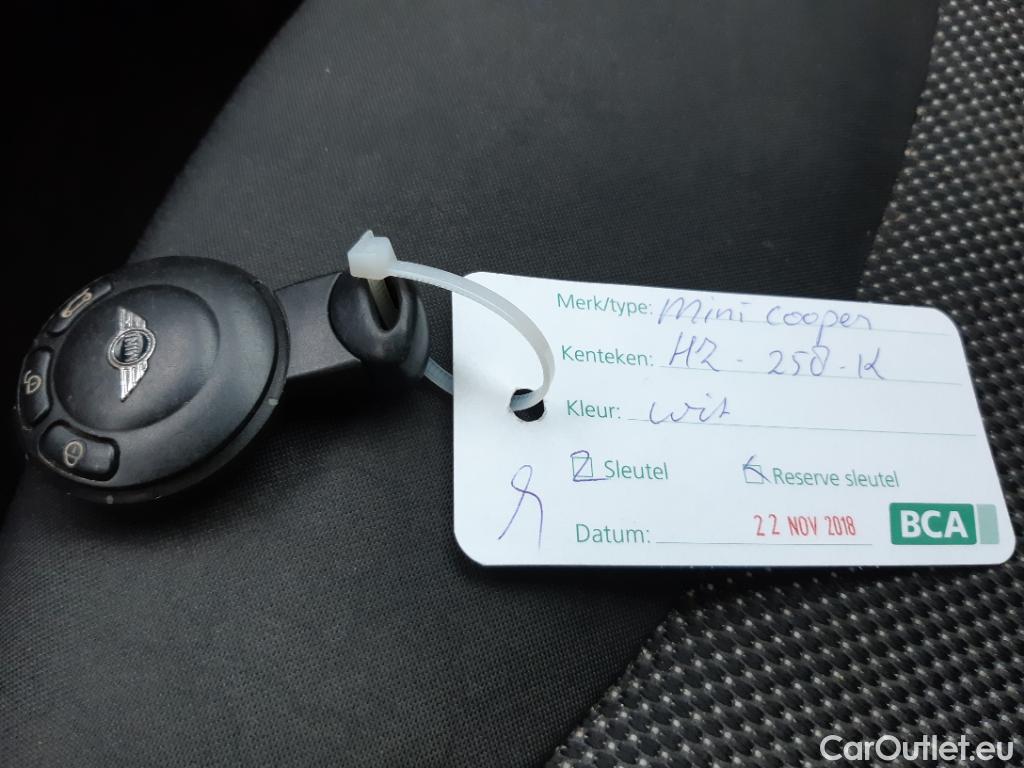 MINI
Merk/type: Mini cooper
Kenteken: HZ-258-K
Kleur: wit
Sleutel Reserve sleutel
Datum: 22 NOV 2018
BCA
CarOutlet.eu